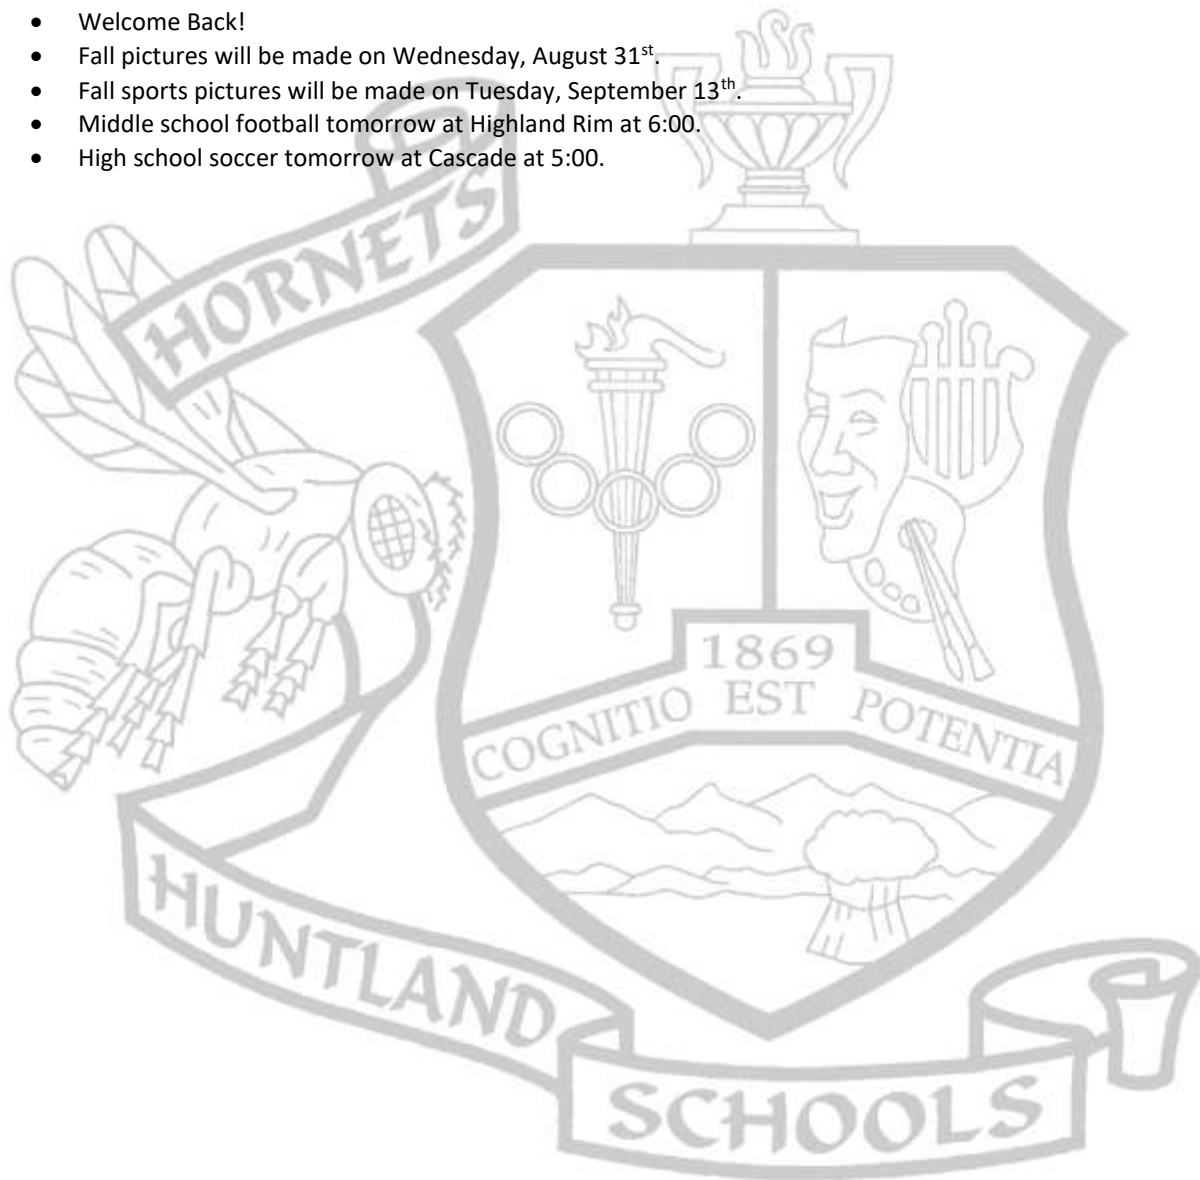 • Welcome Back!
• Fall pictures will be made on Wednesday, August 31st.
• Fall sports pictures will be made on Tuesday, September 13th.
• Middle school football tomorrow at Highland Rim at 6:00.
• High school soccer tomorrow at Cascade at 5:00.
HORNETS
1869
COGNITIO EST POTENTIA
HUNTLAND
SCHOOLS